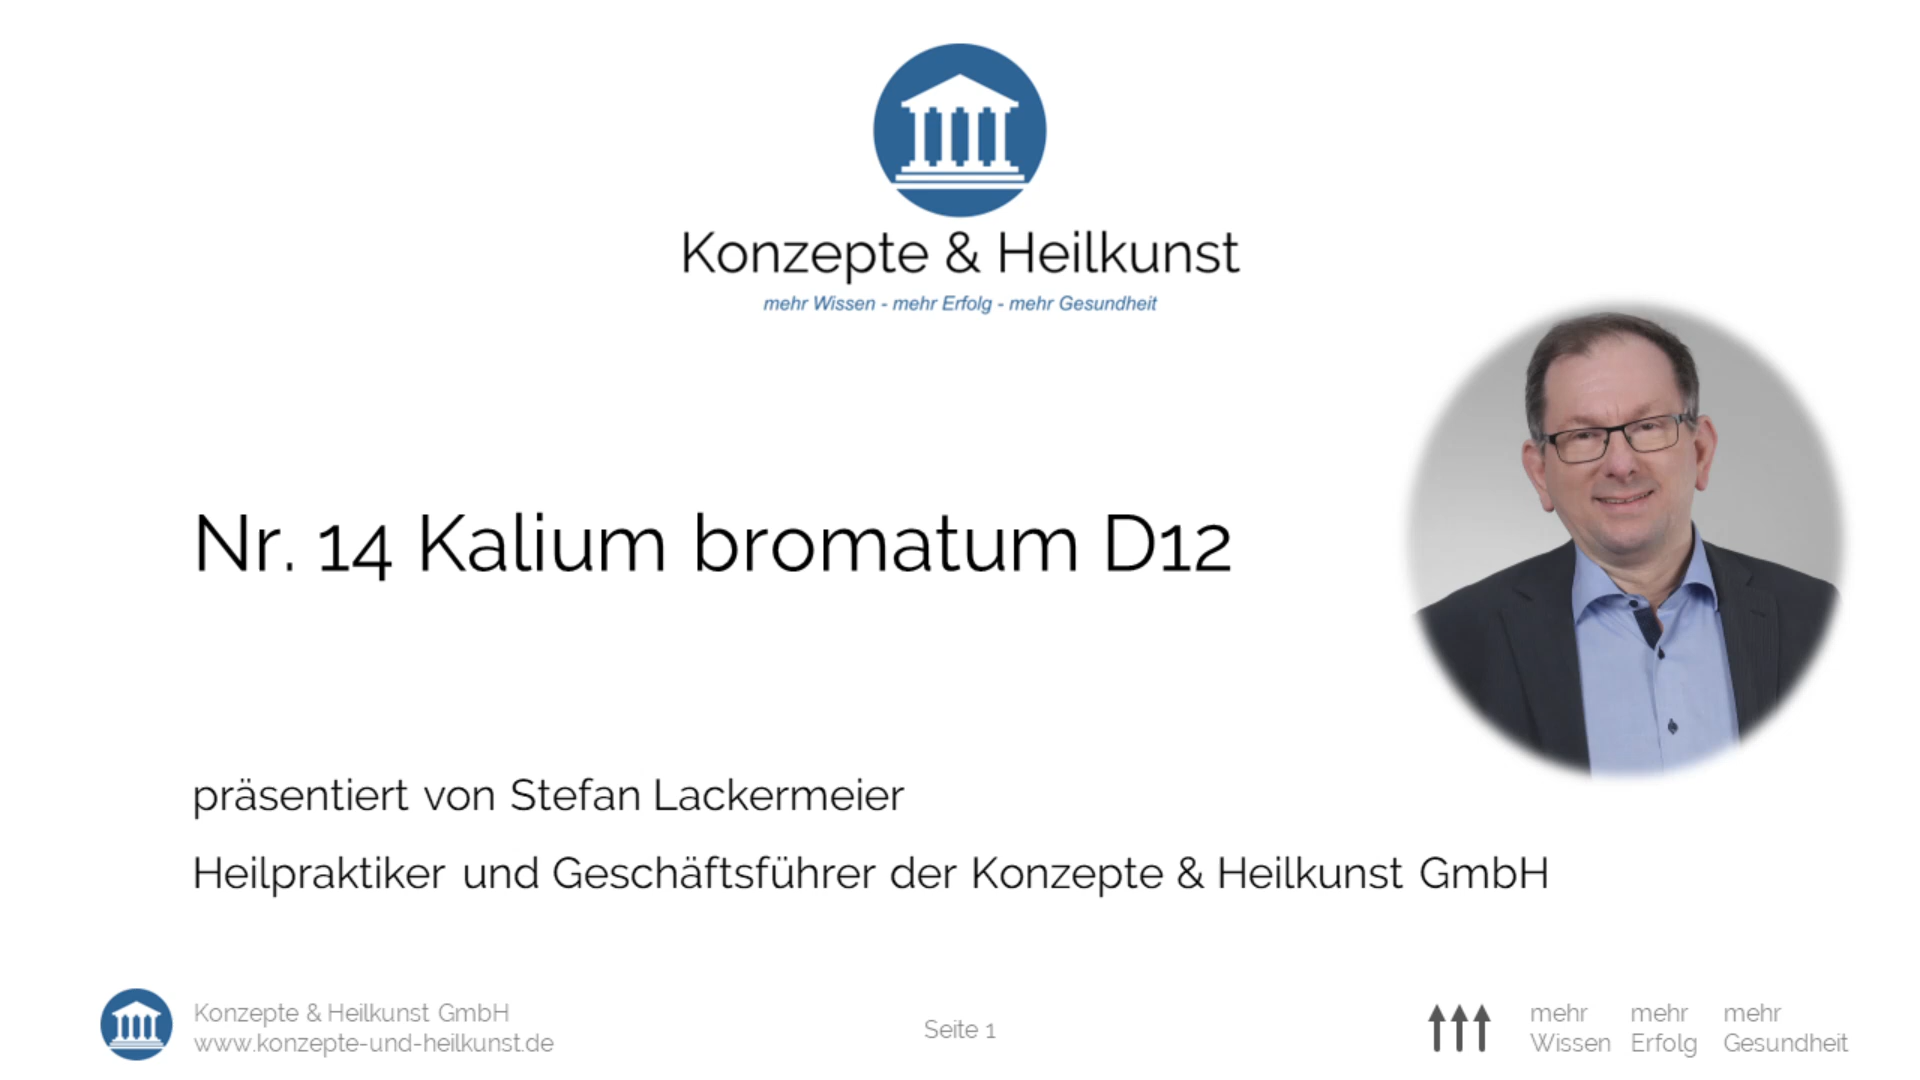 Konzepte & Heilkunst
mehr Wissen - mehr Erfolg - mehr Gesundheit
Nr. 14 Kalium bromatum D12
präsentiert von Stefan Lackermeier
Heilpraktiker und Geschäftsführer der Konzepte & Heilkunst GmbH
Konzepte & Heilkunst GmbH
www.konzepte-und-heilkunst.de
Seite 1
mehr mehr mehr
Wissen Erfolg Gesundheit